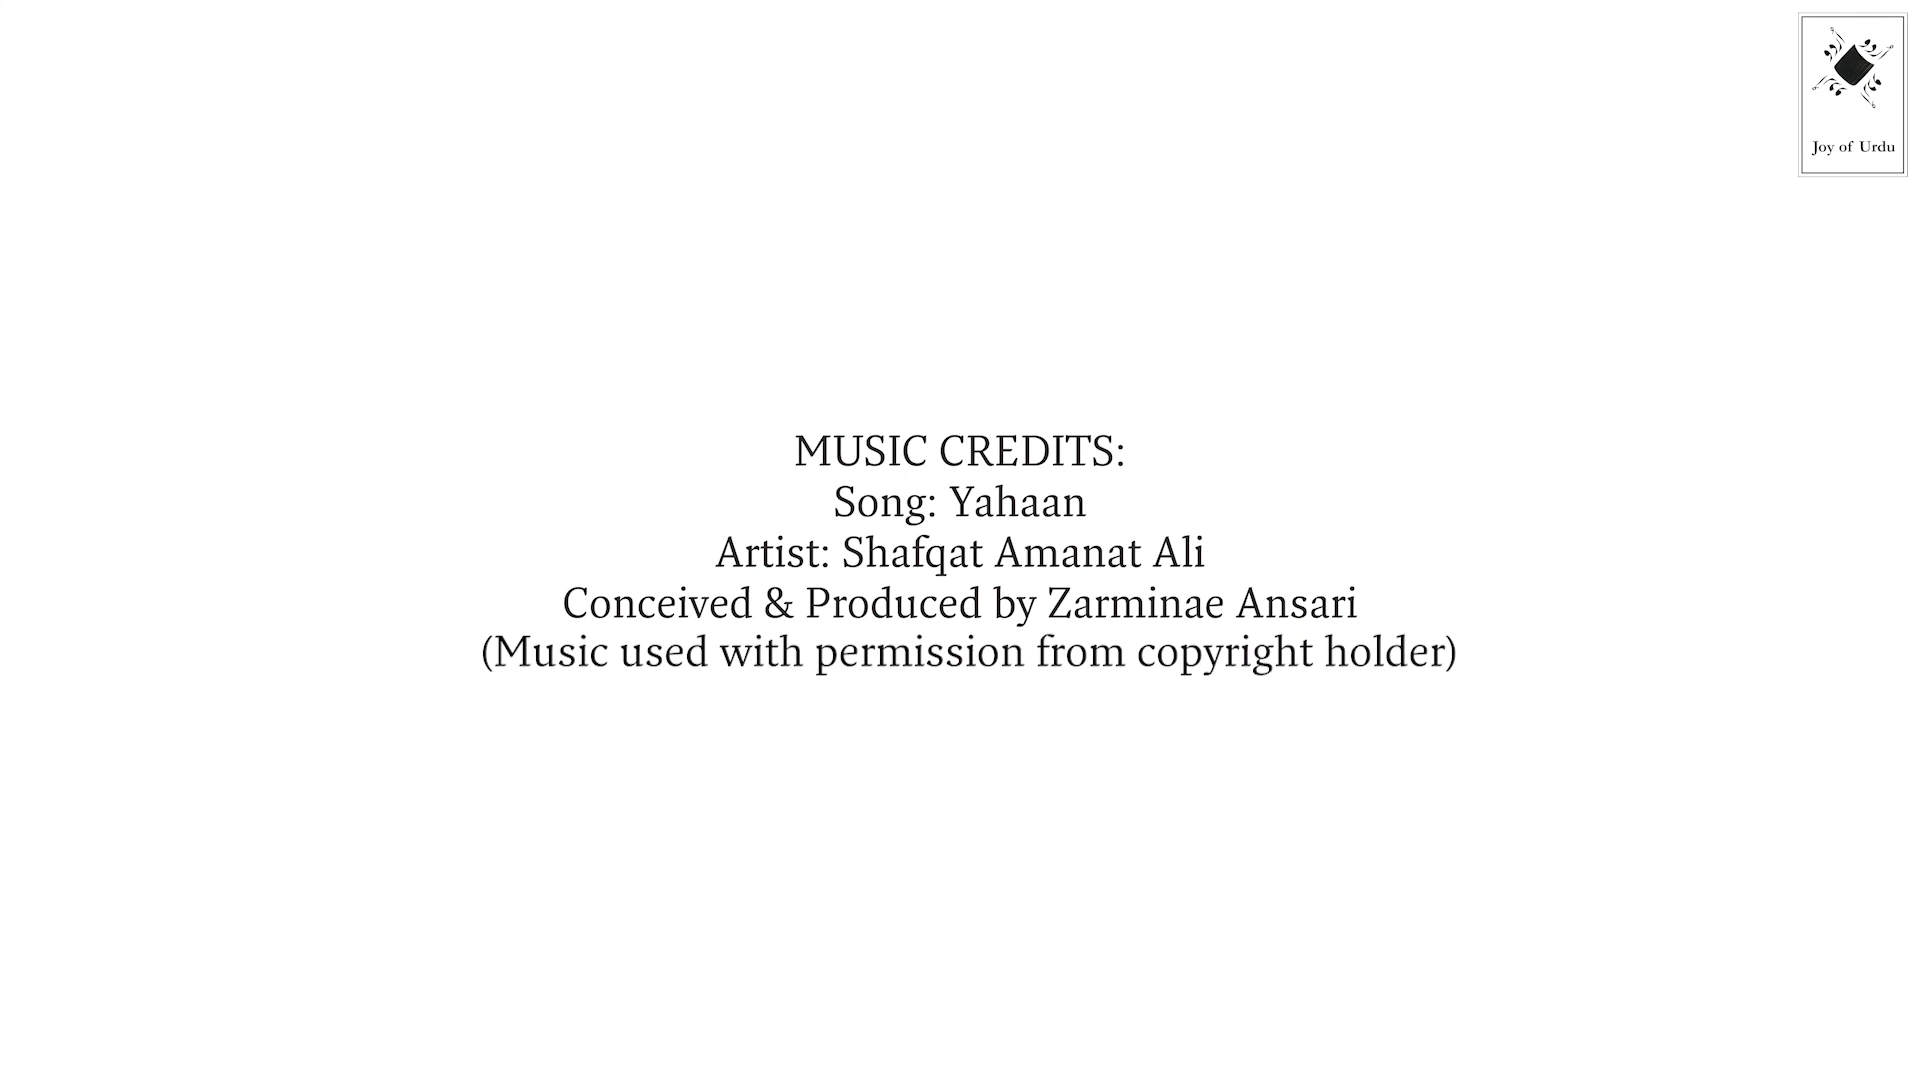 Joy of Urdu
MUSIC CREDITS:
Song: Yahaan
Artist: Shafqat Amanat Ali
Conceived & Produced by Zarminae Ansari
(Music used with permission from copyright holder)